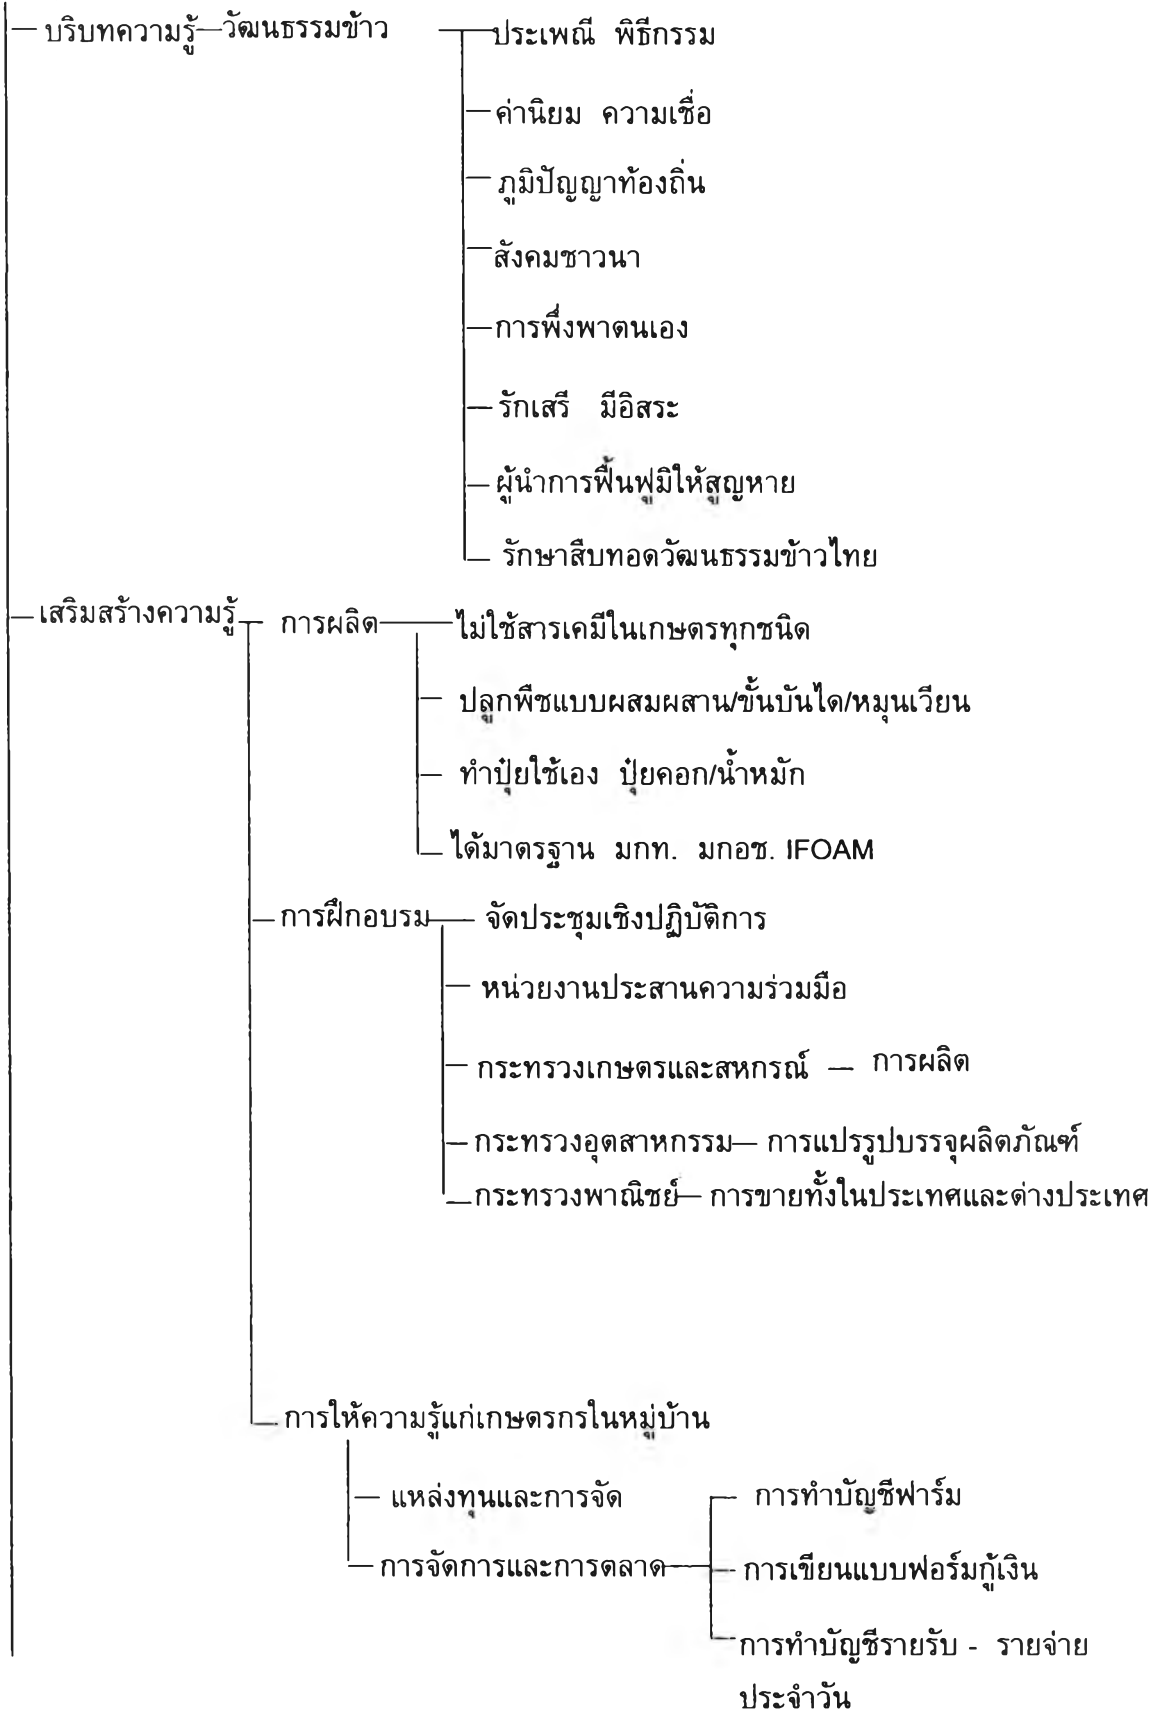 บริบทความรู้ วัฒนธรรมข้าว ประเพณี พิธีกรรม
ค่านิยม ความเชื่อ
ภูมิปัญญาท้องถิ่น
สังคมชาวนา
การพึ่งพาตนเอง
รักเสรี มีอิสระ
ผู้นำการฟื้นฟูมิให้สูญหาย
รักษาสืบทอดวัฒนธรรมข้าวไทย
เสริมสร้างความรู้ การผลิต ไม่ใช้สารเคมีในเกษตรทุกชนิด
ปลูกพืชแบบผสมผสาน/ขั้นบันได/หมุนเวียน
ทำปุ๋ยใช้เอง ปุ๋ยคอก/น้ำหมัก
ได้มาตรฐาน มกท. มกอช. IFOAM
การฝึกอบรม จัดประชุมเชิงปฏิบัติการ
หน่วยงานประสานความร่วมมือ
กระทรวงเกษตรและสหกรณ์ — การผลิต
กระทรวงอุตสาหกรรม — การแปรรูปบรรจุผลิตภัณฑ์
กระทรวงพาณิชย์ — การขายทั้งในประเทศและต่างประเทศ
การให้ความรู้แก่เกษตรกรในหมู่บ้าน
แหล่งทุนและการจัด การทำบัญชีฟาร์ม
การจัดการและการตลาด การเขียนแบบฟอร์มกู้เงิน
การทำบัญชีรายรับ - รายจ่าย
ประจำวัน